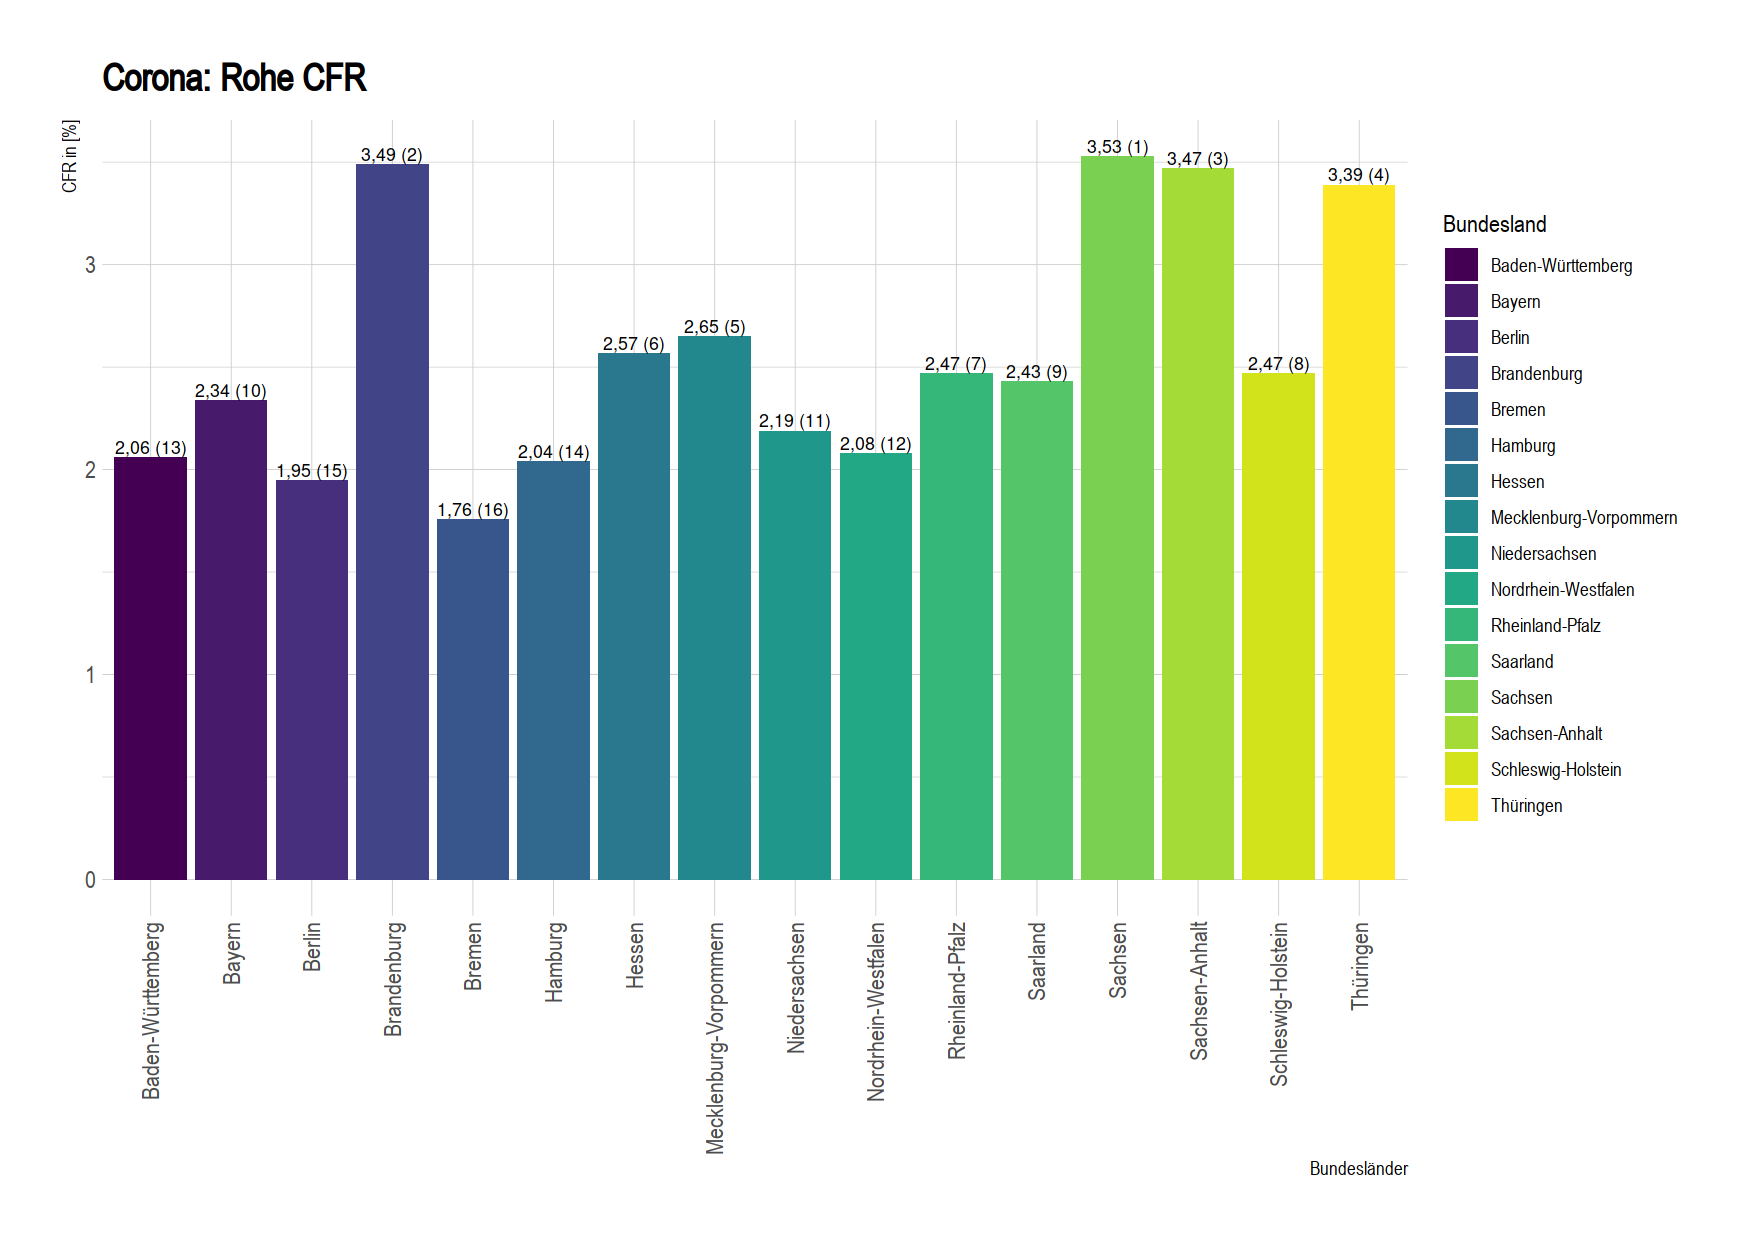 Corona: Rohe CFR
CFR in [%]
3
2
1
0
2,06 (13)
2,34 (10)
1,95 (15)
3,49 (2)
1,76 (16)
2,04 (14)
2,57 (6)
2,65 (5)
2,19 (11)
2,08 (12)
2,47 (7)
2,43 (9)
3,53 (1)
3,47 (3)
2,47 (8)
3,39 (4)
Baden-Württemberg
Bayern
Berlin
Brandenburg
Bremen
Hamburg
Hessen
Mecklenburg-Vorpommern
Niedersachsen
Nordrhein-Westfalen
Rheinland-Pfalz
Saarland
Sachsen
Sachsen-Anhalt
Schleswig-Holstein
Thüringen
Bundesländer
Bundesland
Baden-Württemberg
Bayern
Berlin
Brandenburg
Bremen
Hamburg
Hessen
Mecklenburg-Vorpommern
Niedersachsen
Nordrhein-Westfalen
Rheinland-Pfalz
Saarland
Sachsen
Sachsen-Anhalt
Schleswig-Holstein
Thüringen